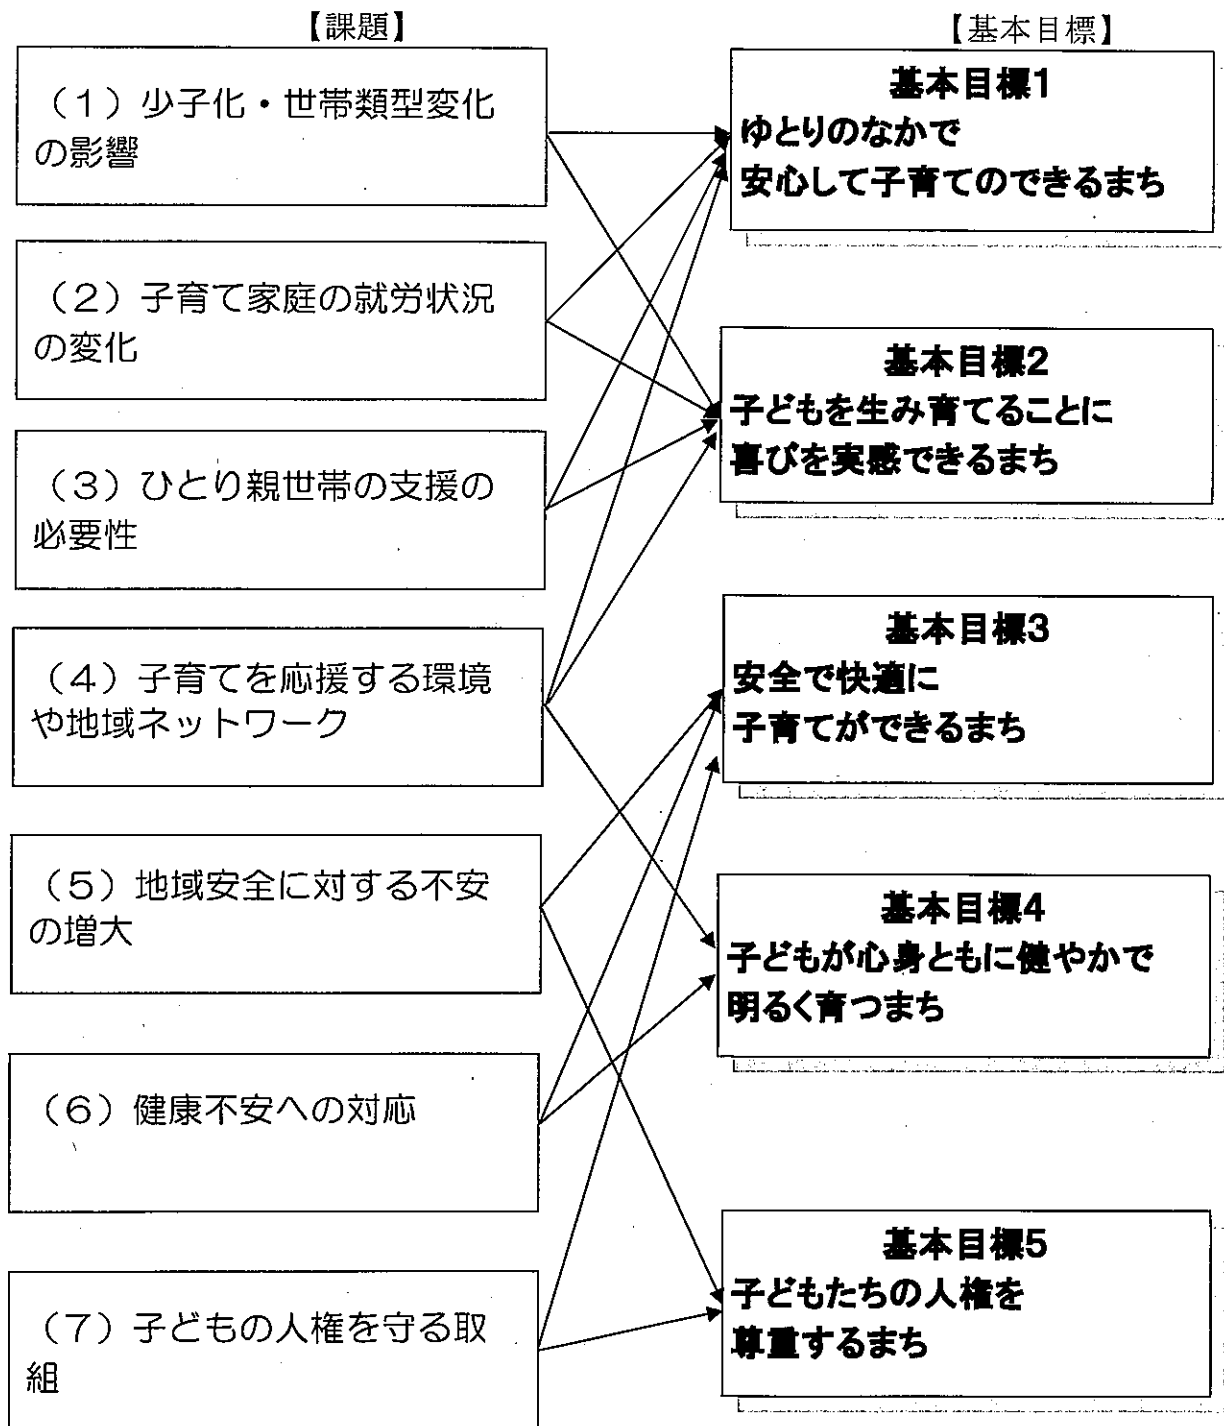 【課題】
(1)少子化・世帯類型変化
の影響
(2)子育て家庭の就労状況
の変化
(3)ひとり親世帯の支援の
必要性
(4)子育てを応援する環境
や地域ネットワーク
(5)地域安全に対する不安
の増大
(6)健康不安への対応
(7)子どもの人権を守る取
組
【基本目標】
基本目標1
ゆとりのなかで
安心して子育てのできるまち
基本目標2
子どもを生み育てることに
喜びを実感できるまち
基本目標3
安全で快適に
子育てができるまち
基本目標4
子どもが心身ともに健やかで
明るく育つまち
基本目標5
子どもたちの人権を
尊重するまち